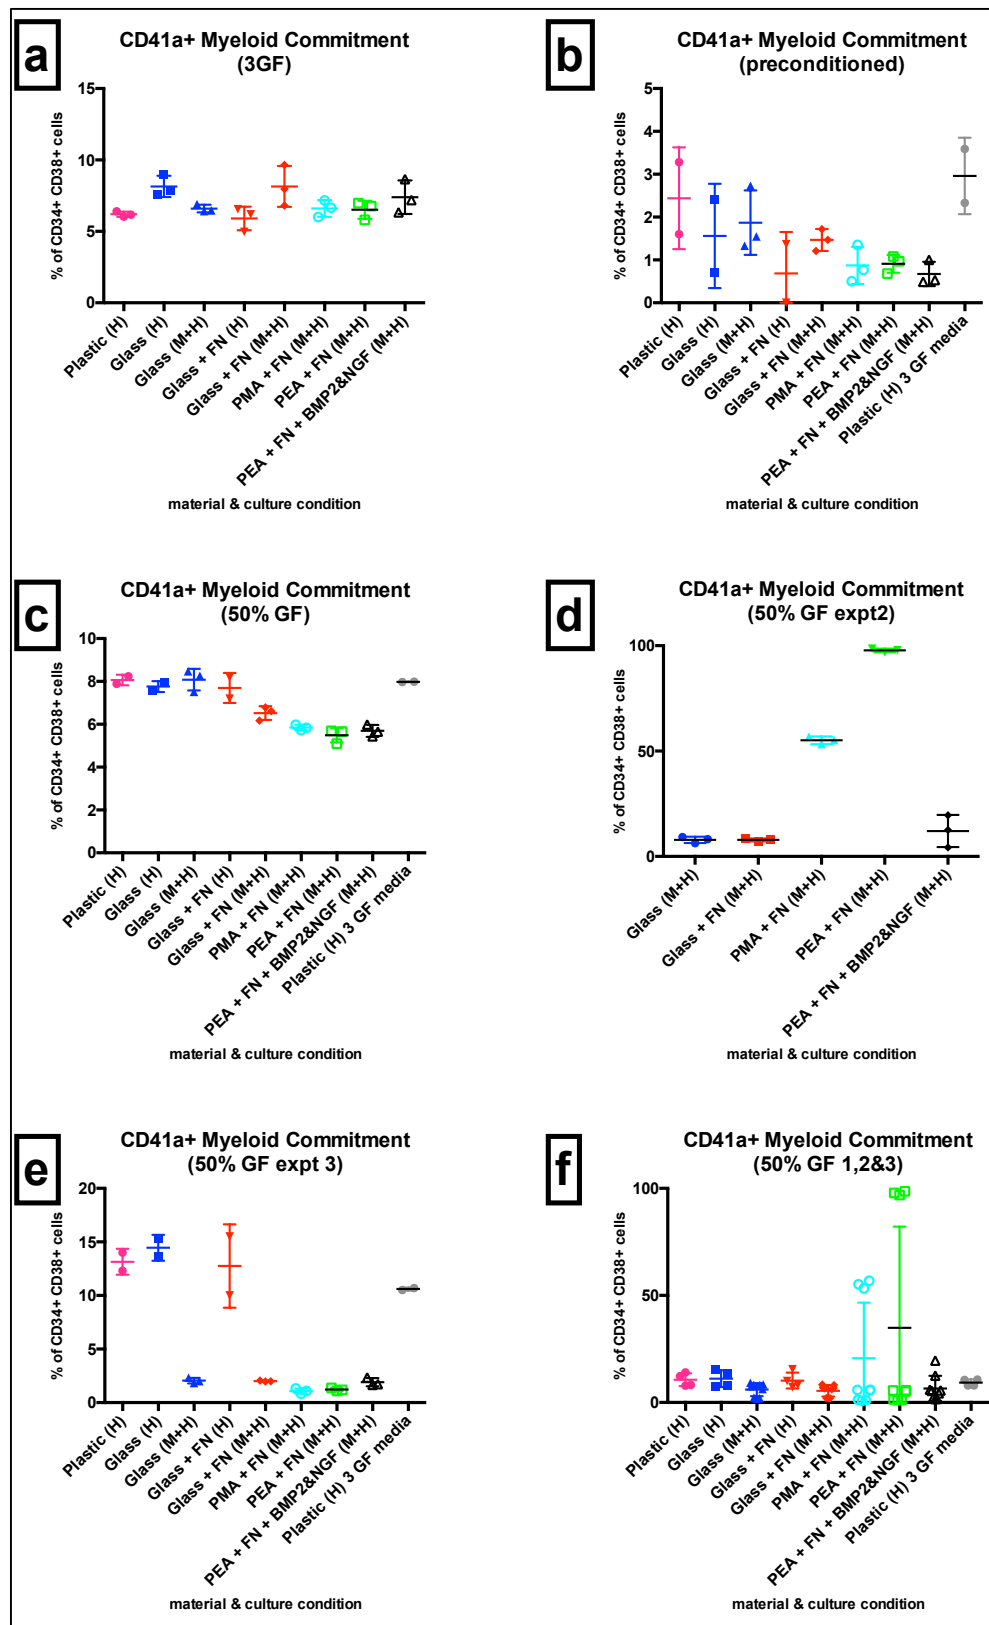 a
CD41a+ Myeloid Commitment
(3GF)
% of CD34+ CD38+ cells
15
10
5
0
Plastic (H)
Glass (H)
Glass (M+H)
Glass + FN (H)
Glass + FN (M+H)
PMA + FN (M+H)
PEA + FN (M+H)
PEA + FN + BMP2&NGF (M+H)
material & culture condition
b
CD41a+ Myeloid Commitment
(preconditioned)
% of CD34+ CD38+ cells
5
4
3
2
1
0
Plastic (H)
Glass (H)
Glass (M+H)
Glass + FN (H)
Glass + FN (M+H)
PMA + FN (M+H)
PEA + FN (M+H)
PEA + FN + BMP2&NGF (M+H)
Plastic (H) 3 GF media
material & culture condition
c
CD41a+ Myeloid Commitment
(50% GF)
% of CD34+ CD38+ cells
10
8
6
4
2
0
Plastic (H)
Glass (H)
Glass (M+H)
Glass + FN (H)
Glass + FN (M+H)
PMA + FN (M+H)
PEA + FN (M+H)
PEA + FN + BMP2&NGF (M+H)
Plastic (H) 3 GF media
material & culture condition
d
CD41a+ Myeloid Commitment
(50% GF expt2)
% of CD34+ CD38+ cells
100
50
0
Glass (M+H)
Glass + FN (M+H)
PMA + FN (M+H)
PEA + FN (M+H)
PEA + FN + BMP2&NGF (M+H)
material & culture condition
e
CD41a+ Myeloid Commitment
(50% GF expt 3)
% of CD34+ CD38+ cells
20
15
10
5
0
Plastic (H)
Glass (H)
Glass (M+H)
Glass + FN (H)
Glass + FN (M+H)
PMA + FN (M+H)
PEA + FN (M+H)
PEA + FN + BMP2&NGF (M+H)
Plastic (H) 3 GF media
material & culture condition
f
CD41a+ Myeloid Commitment
(50% GF 1,2&3)
% of CD34+ CD38+ cells
100
50
0
Plastic (H)
Glass (H)
Glass (M+H)
Glass + FN (H)
Glass + FN (M+H)
PMA + FN (M+H)
PEA + FN (M+H)
PEA + FN + BMP2&NGF (M+H)
Plastic (H) 3 GF media
material & culture condition